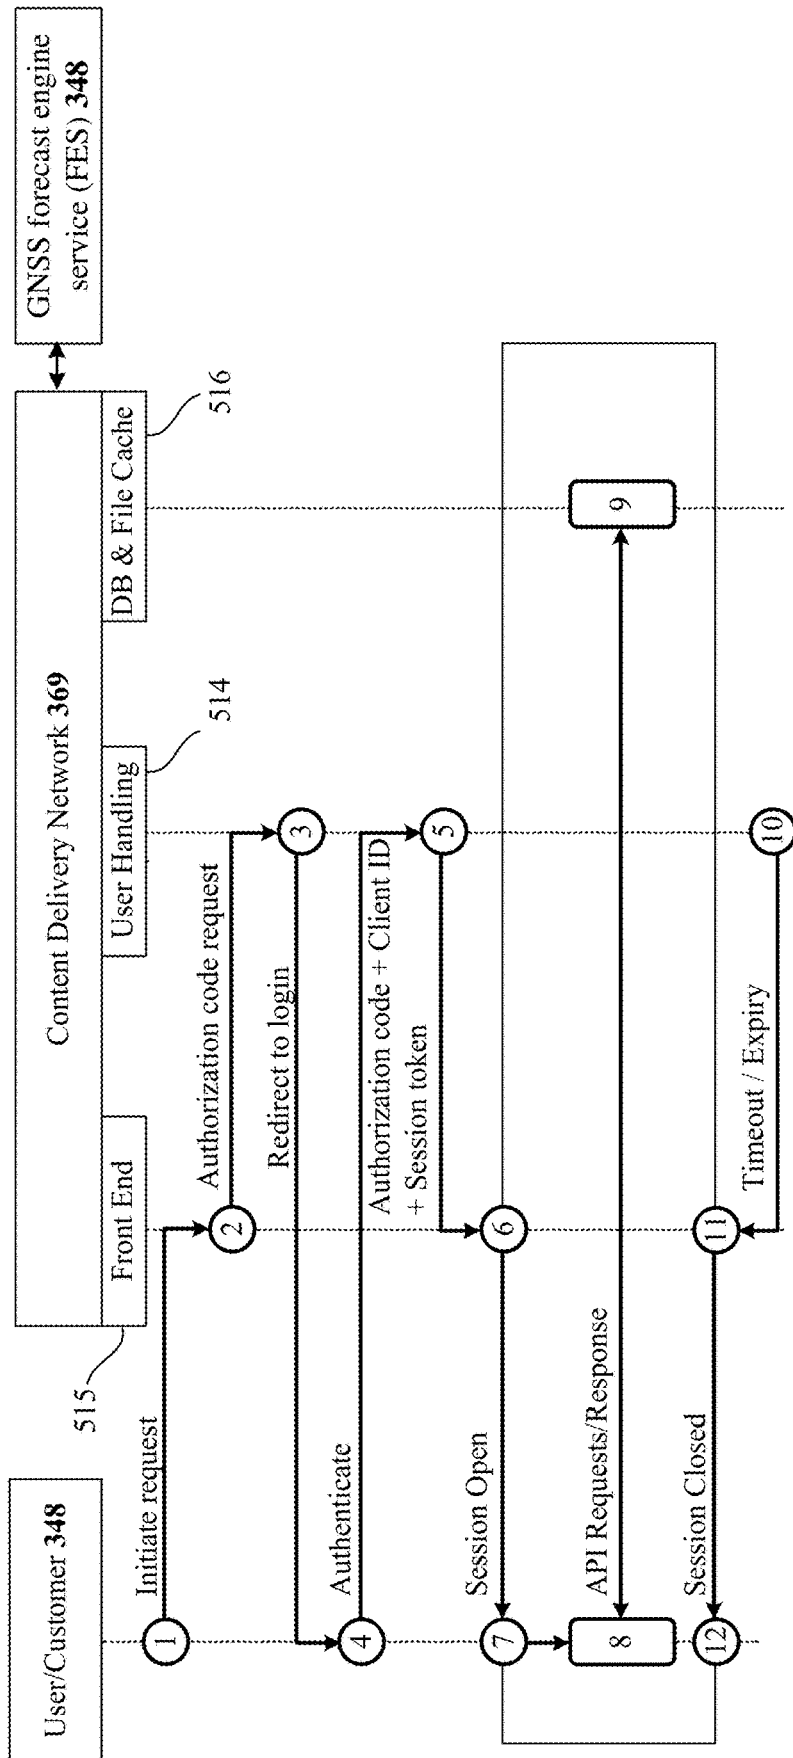 User/Customer 348
Content Delivery Network 369
GNSS forecast engine
service (FES) 348
515
Front End
User Handling
514
DB & File Cache
516
Initiate request
1
2
Authorization code request
3
Redirect to login
4
Authenticate
Authorization code + Client ID
+ Session token
5
6
Session Open
7
8
API Requests/Response
9
10
Timeout / Expiry
11
Session Closed
12